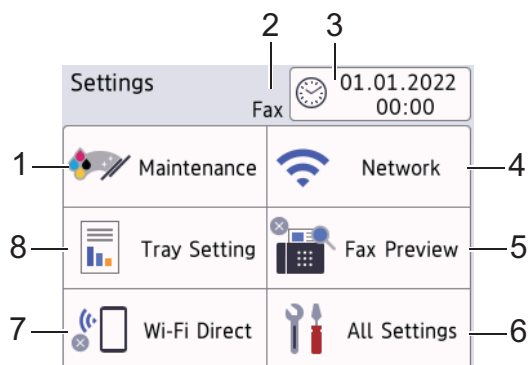 2 3
Settings
Fax
01.01.2022
00:00
1 Maintenance Network 4
8 Tray Setting Fax Preview 5
7 Wi-Fi Direct All Settings 6